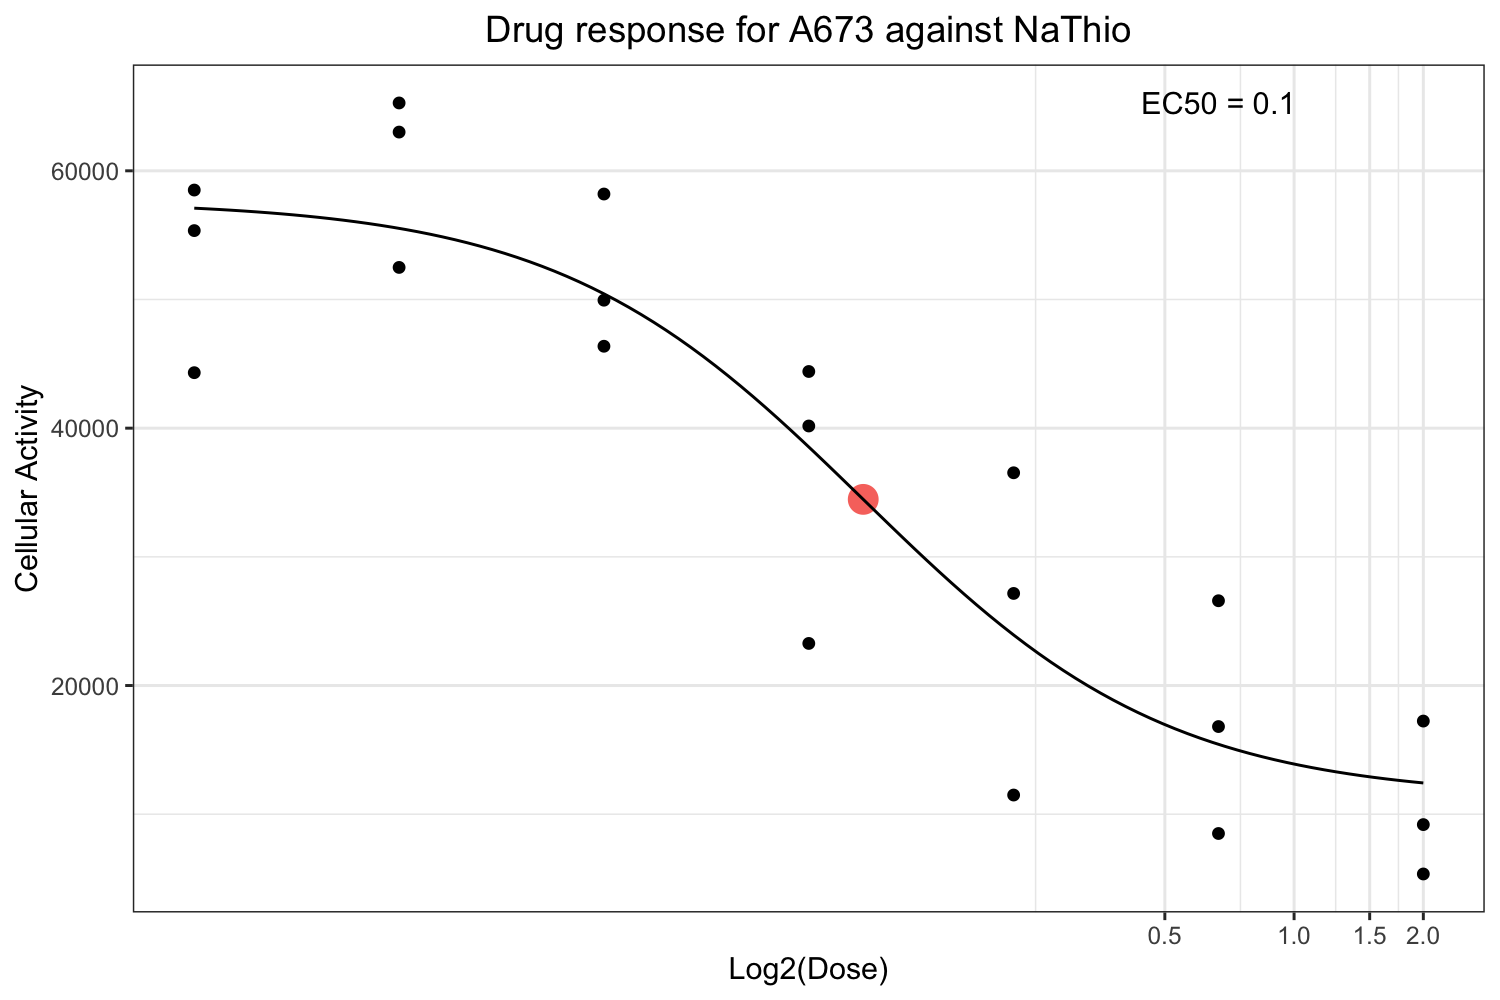 Drug response for A673 against NaThio
EC50 = 0.1
60000
40000
20000
Cellular Activity
0.5 1.0 1.5 2.0
Log2(Dose)